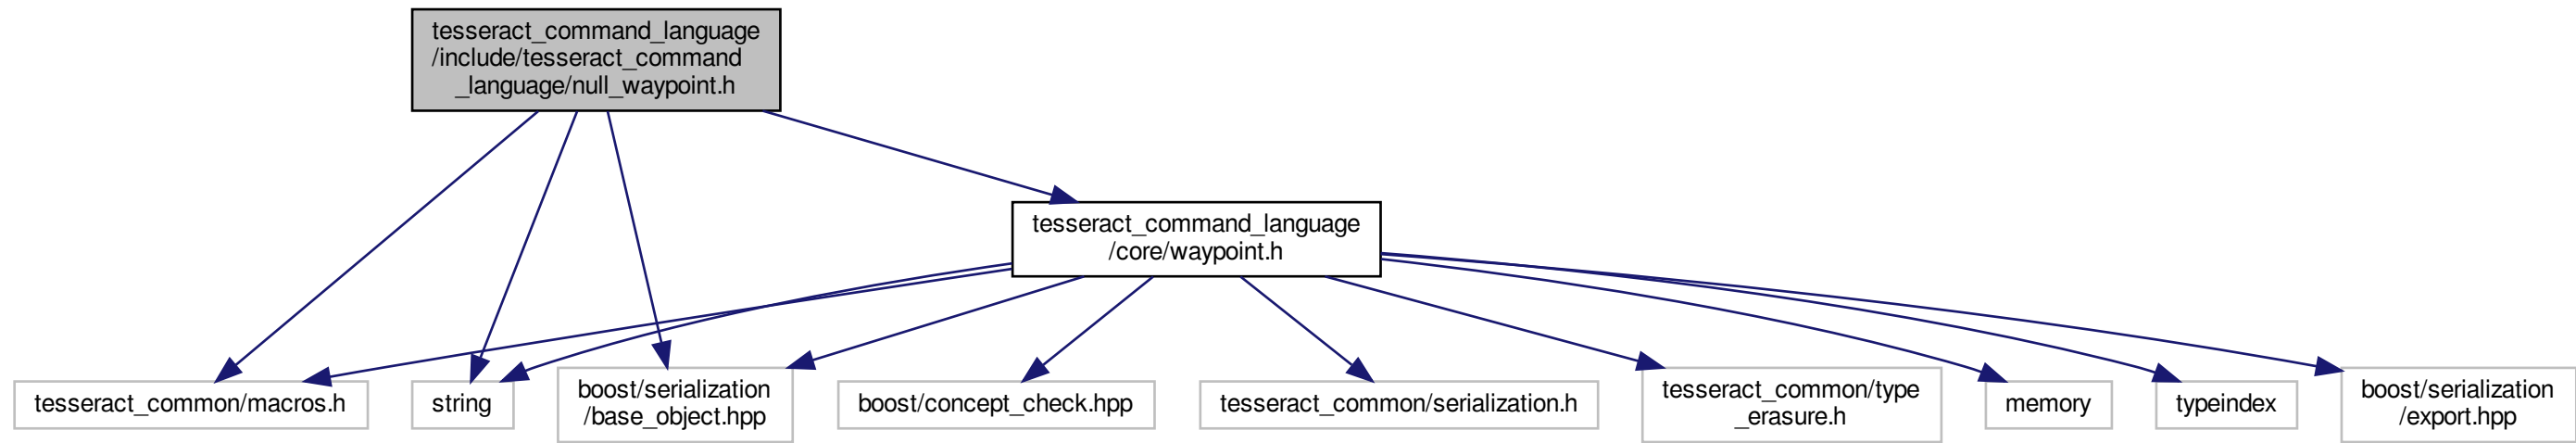 tesseract_command_language
/include/tesseract_command
_language/null_waypoint.h
tesseract_command_language
/core/waypoint.h
tesseract_common/macros.h
string
boost/serialization
/base_object.hpp
boost/concept_check.hpp
tesseract_common/serialization.h
tesseract_common/type
_erasure.h
memory
typeindex
boost/serialization
/export.hpp